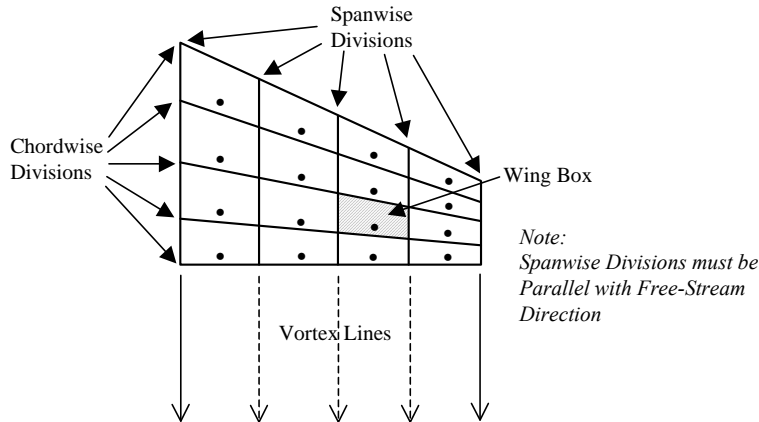 Spanwise
Divisions
Chordwise
Divisions
Wing Box
Note:
Spanwise Divisions must be
Parallel with Free-Stream
Direction
Vortex Lines